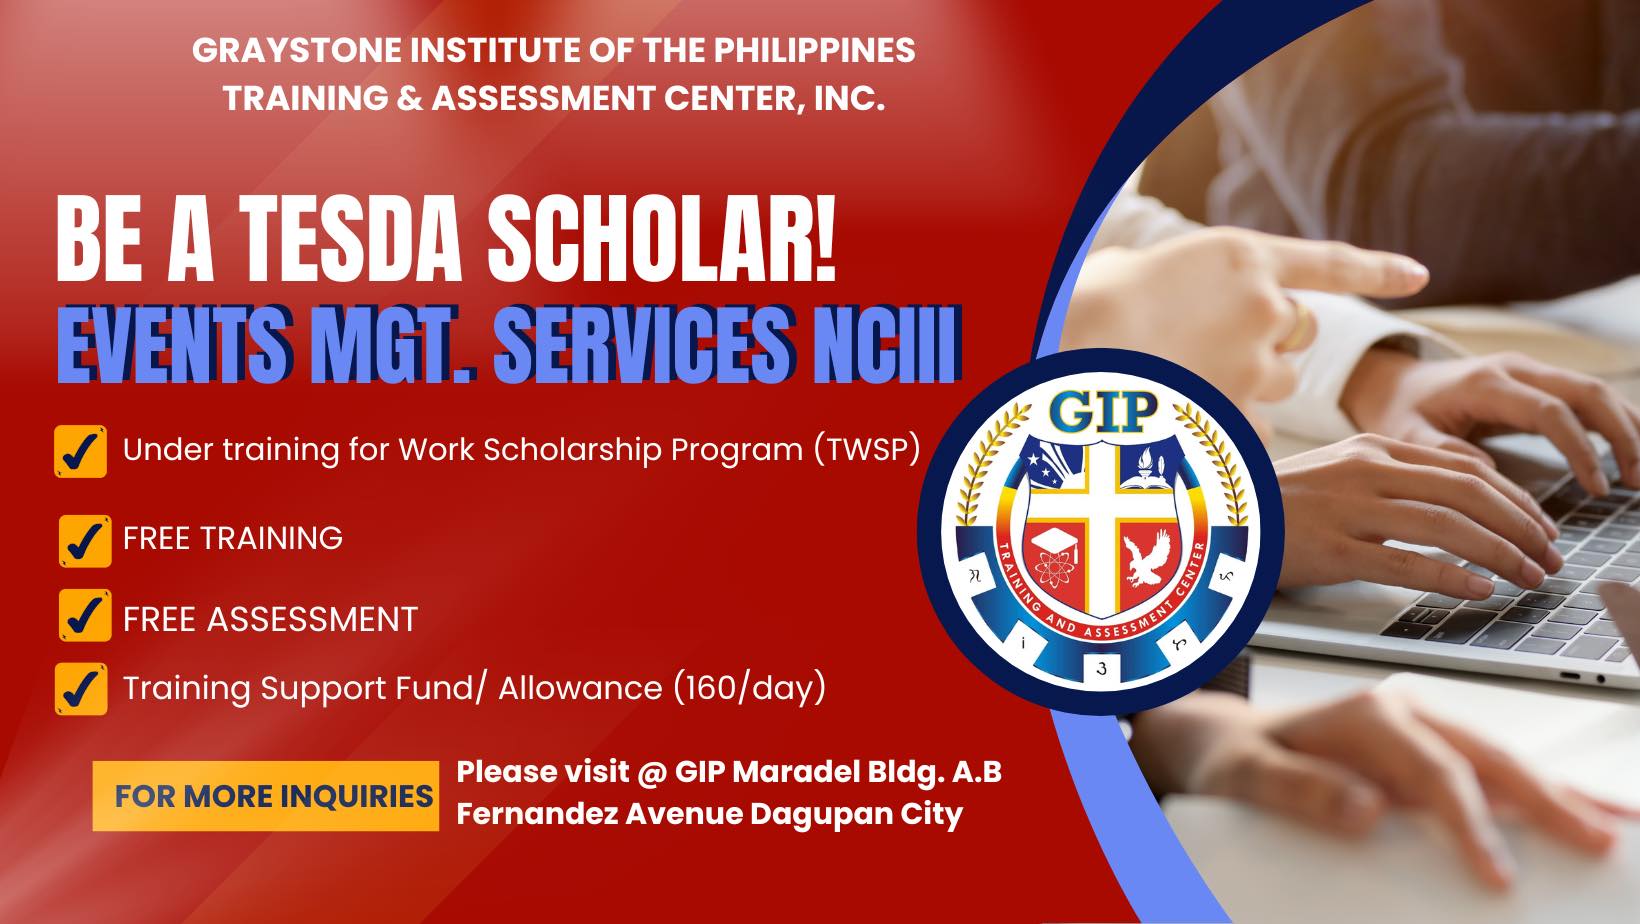 GRAYSTONE INSTITUTE OF THE PHILIPPINES
TRAINING & ASSESSMENT CENTER, INC.
BE A TESDA SCHOLAR!
EVENTS MGT. SERVICES NCIII
Under training for Work Scholarship Program (TWSP)
FREE TRAINING
FREE ASSESSMENT
Training Support Fund/ Allowance (160/day)
FOR MORE INQUIRIES
Please visit @ GIP Maradel Bldg. A.B
Fernandez Avenue Dagupan City
GIP
TRAINING AND ASSESSMENT CENTER